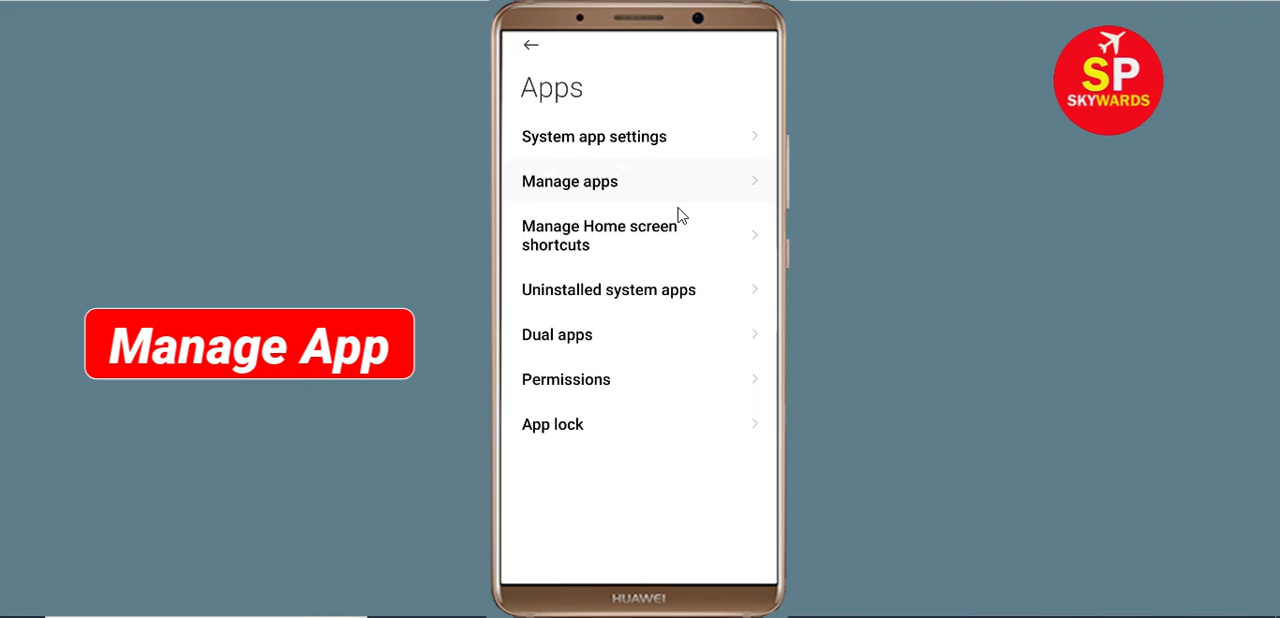 SP
SKYWARDS
Apps
System app settings
Manage apps
Manage Home screen
shortcuts
Uninstalled system apps
Manage App
Dual apps
Permissions
App lock
HUAWEI